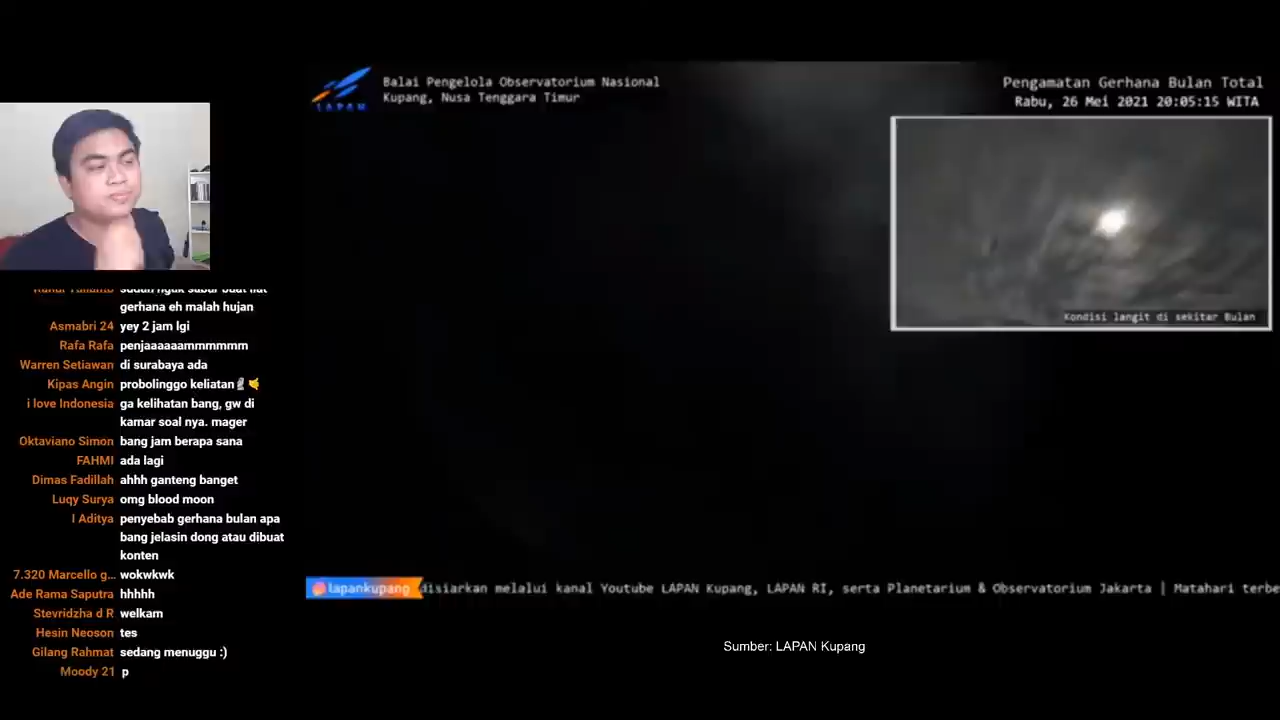 LAPAN
Balai Pengelola Observatorium Nasional
Kupang, Nusa Tenggara Timur
Pengamatan Gerhana Bulan Total
Rabu, 26 Mei 2021 20:05:15 WITA
Kondisi langit di sekitar Bulan
gerhana eh malah hujan
Asmabri 24 yey 2 jam lgi
Rafa Rafa penjaaaaaammmmmm
Warren Setiawan di surabaya ada
Kipas Angin probolinggo keliatan🗿🤙
i love Indonesia ga kelihatan bang, gw di
kamar soal nya. mager
Oktaviano Simon bang jam berapa sana
FAHMI ada lagi
Dimas Fadillah ahhh ganteng banget
Luqy Surya omg blood moon
I Aditya penyebab gerhana bulan apa
bang jelasin dong atau dibuat
konten
7.320 Marcello g... wokwkwk
Ade Rama Saputra hhhhh
Stevridzha d R welkam
Hesin Neoson tes
Gilang Rahmat sedang menuggu :)
Moody 21 p
lapankupang disiarkan melalui kanal Youtube LAPAN Kupang, LAPAN RI, serta Planetarium & Observatorium Jakarta | Matahari terbe
Sumber: LAPAN Kupang